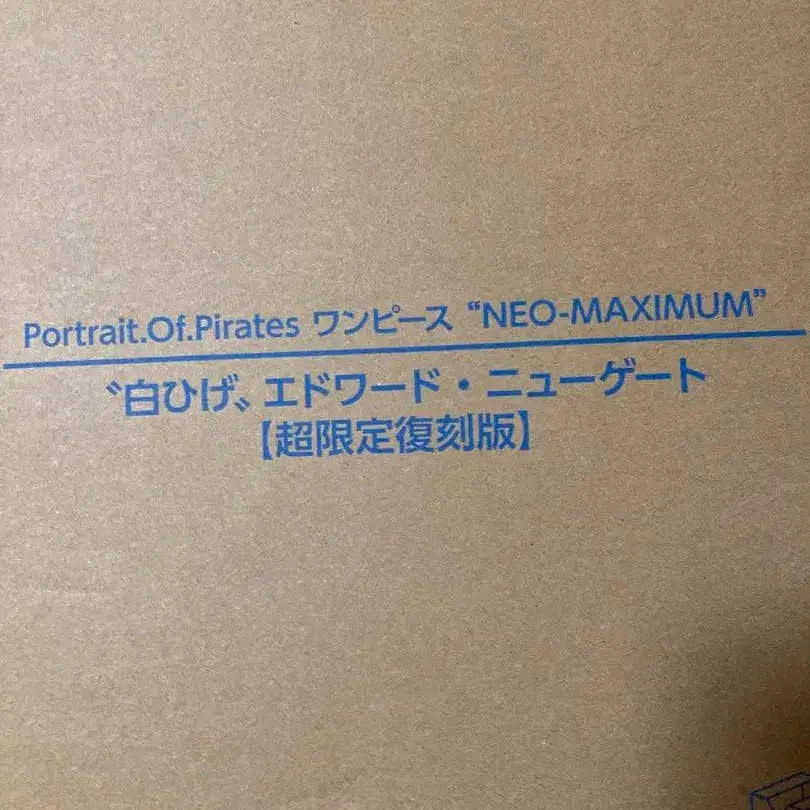 Portrait.Of.Pirates ワンピース “NEO-MAXIMUM”
〝白ひげ〟エドワード・ニューゲート
【超限定復刻版】